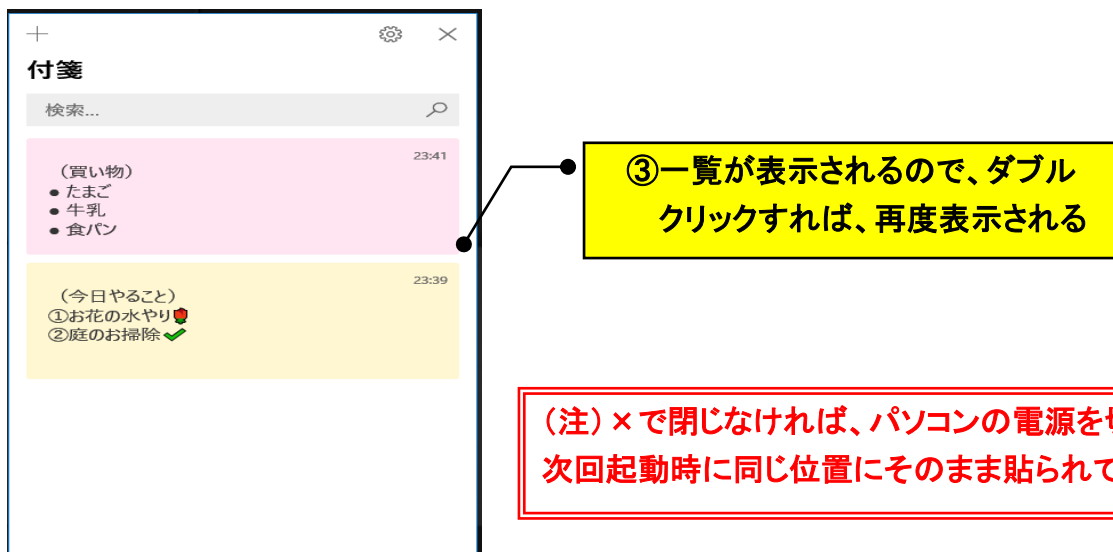 付箋
検索...
23:41
（買い物）
● たまご
● 牛乳
● 食パン
23:39
（今日やること）
①お花の水やり🌹
②庭のお掃除✔
③一覧が表示されるので、ダブル
クリックすれば、再度表示される
（注）×で閉じなければ、パソコンの電源を
次回起動時に同じ位置にそのまま貼られて